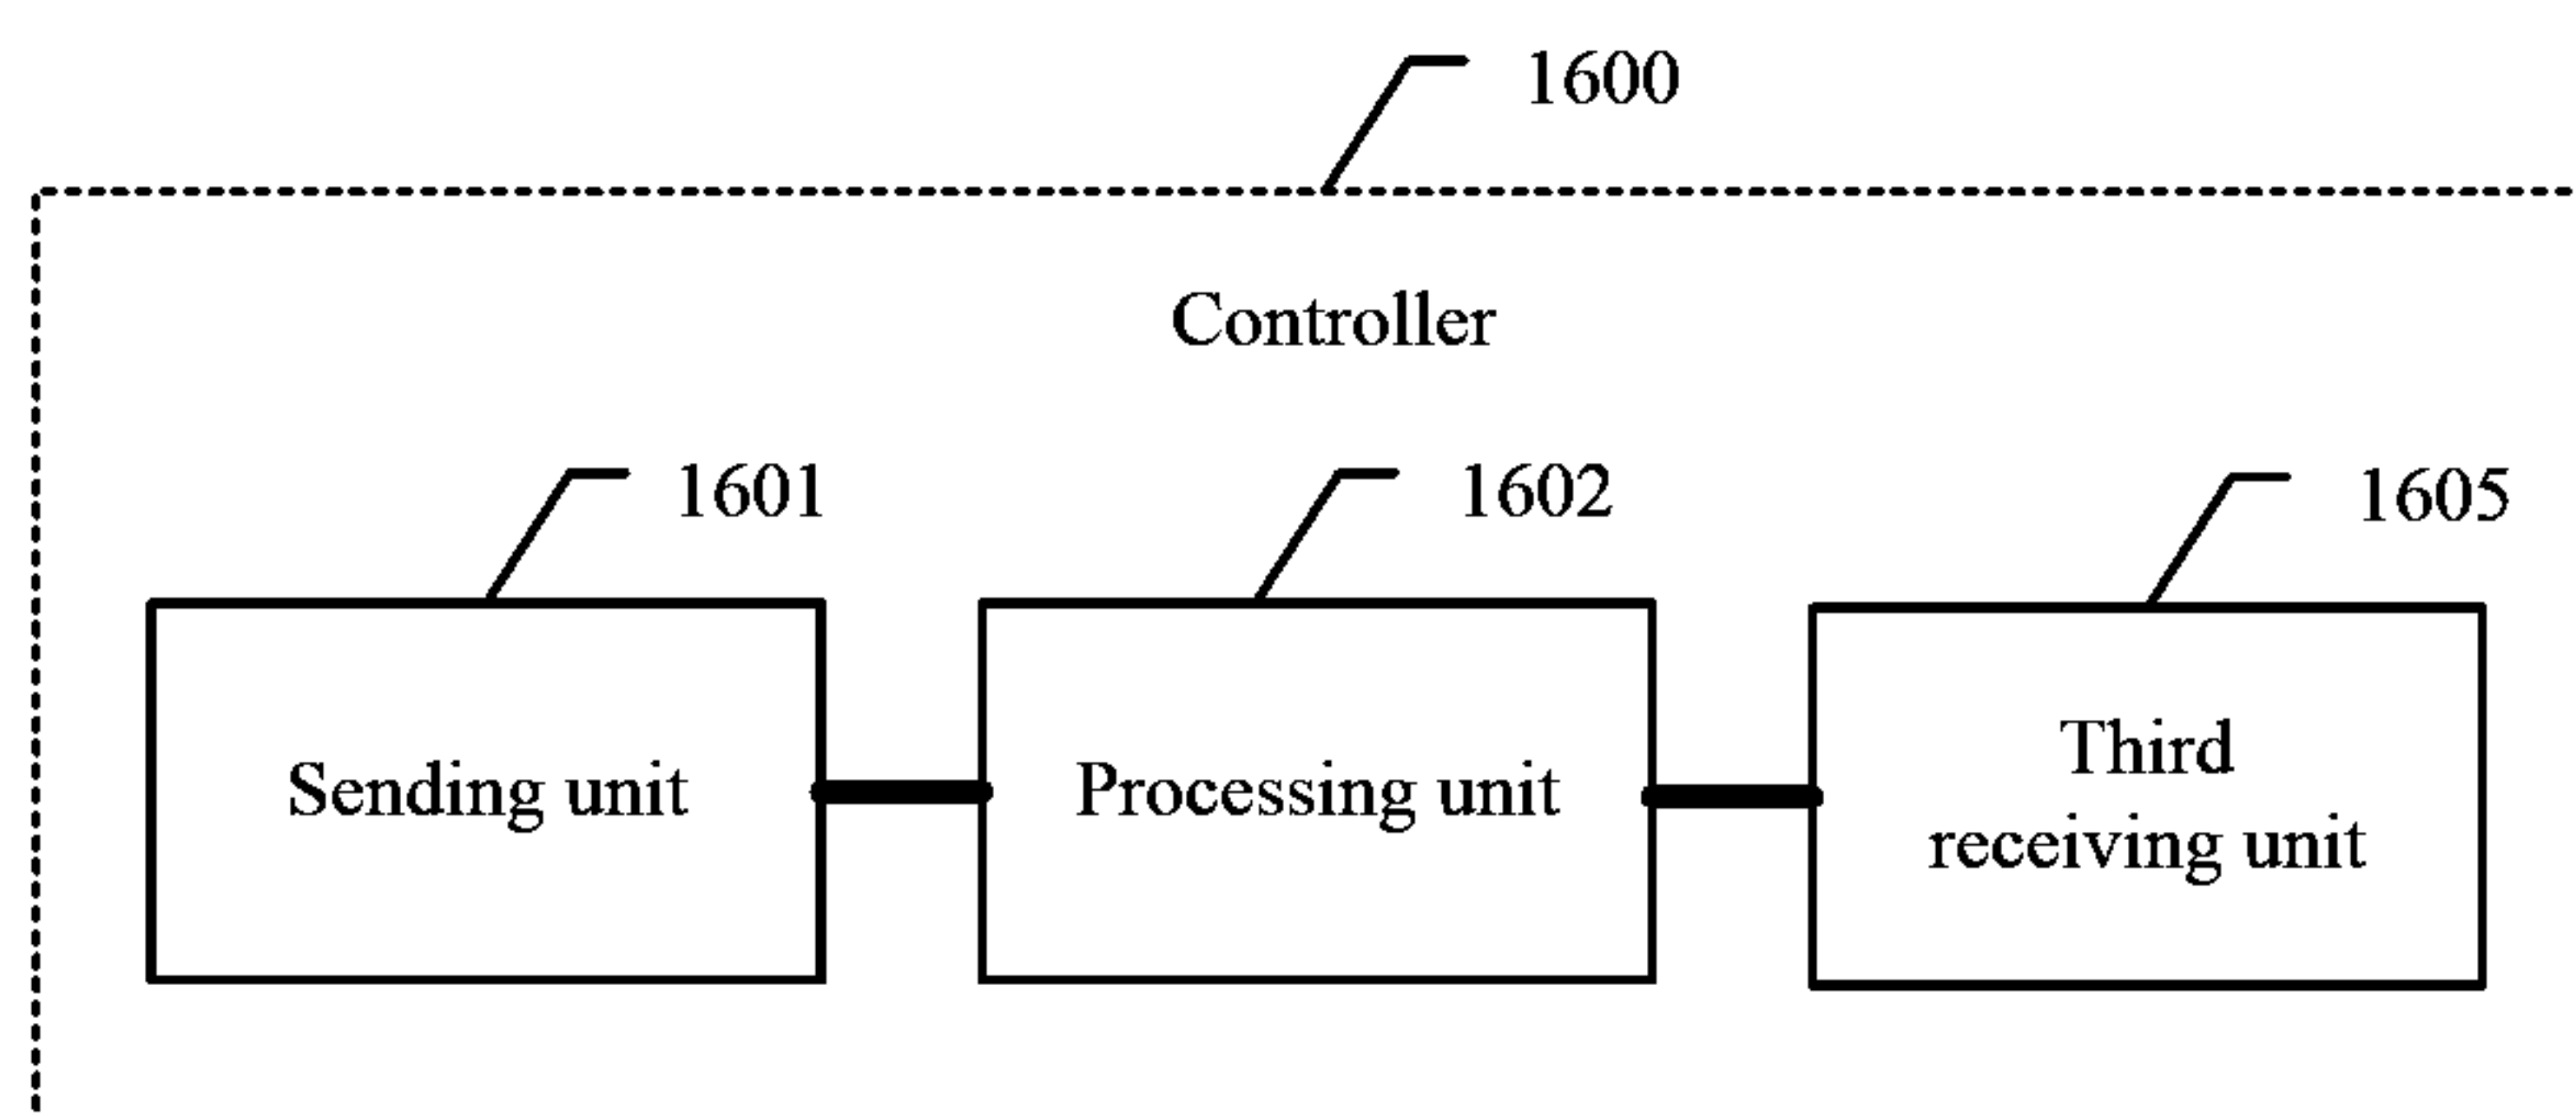 1600
Controller
1601
1602
1605
Sending unit
Processing unit
Third
receiving unit